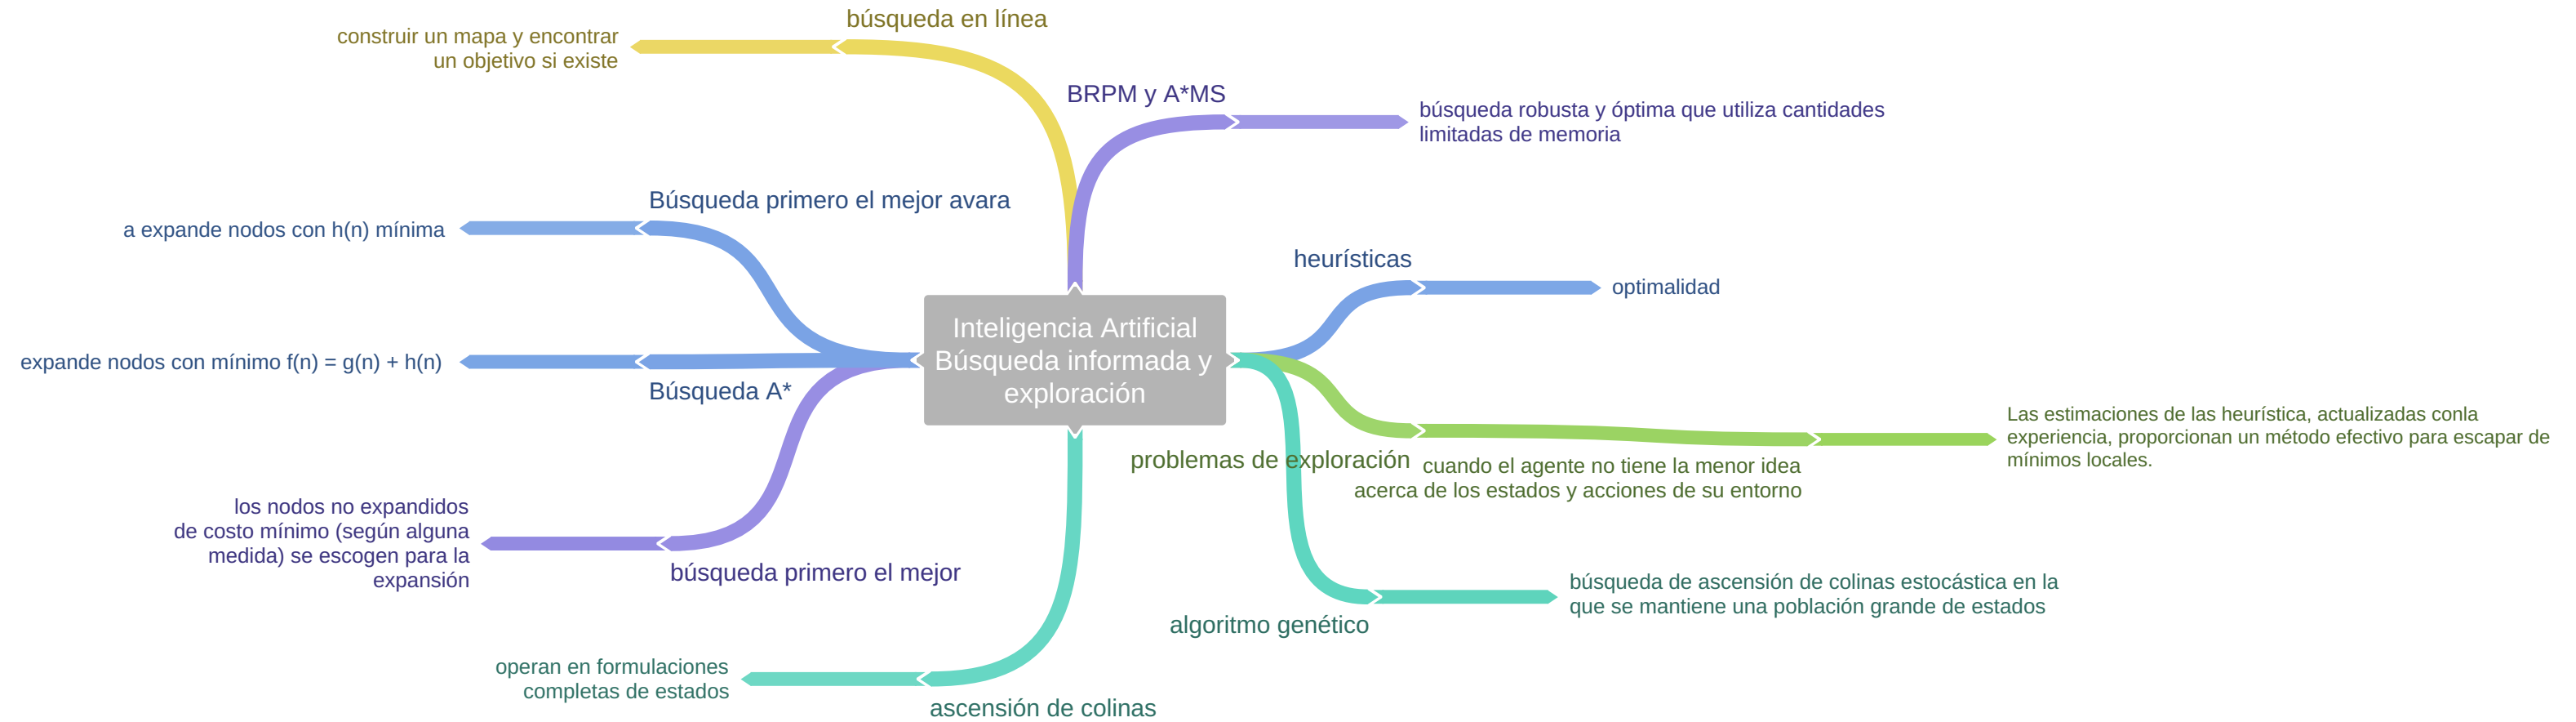 búsqueda en línea
construir un mapa y encontrar
un objetivo si existe
BRPM y A*MS
búsqueda robusta y óptima que utiliza cantidades
limitadas de memoria
Búsqueda primero el mejor avara
a expande nodos con h(n) mínima
heurísticas
optimalidad
Inteligencia Artificial
Búsqueda informada y
exploración
expande nodos con mínimo f(n) = g(n) + h(n)
Búsqueda A*
problemas de exploración
cuando el agente no tiene la menor idea
acerca de los estados y acciones de su entorno
Las estimaciones de las heurística, actualizadas conla
experiencia, proporcionan un método efectivo para escapar de
mínimos locales.
los nodos no expandidos
de costo mínimo (según alguna
medida) se escogen para la
expansión
búsqueda primero el mejor
algoritmo genético
búsqueda de ascensión de colinas estocástica en la
que se mantiene una población grande de estados
operan en formulaciones
completas de estados
ascensión de colinas